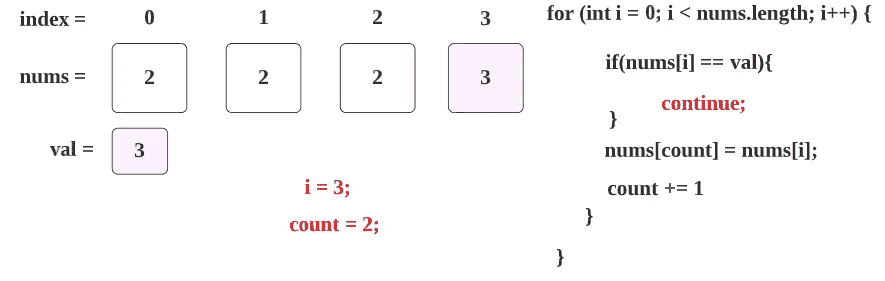 index = 0 1 2 3
nums = 2 2 2 3
val = 3
i = 3;
count = 2;
for (int i = 0; i < nums.length; i++) {
if(nums[i] == val){
continue;
}
nums[count] = nums[i];
count += 1
}
}